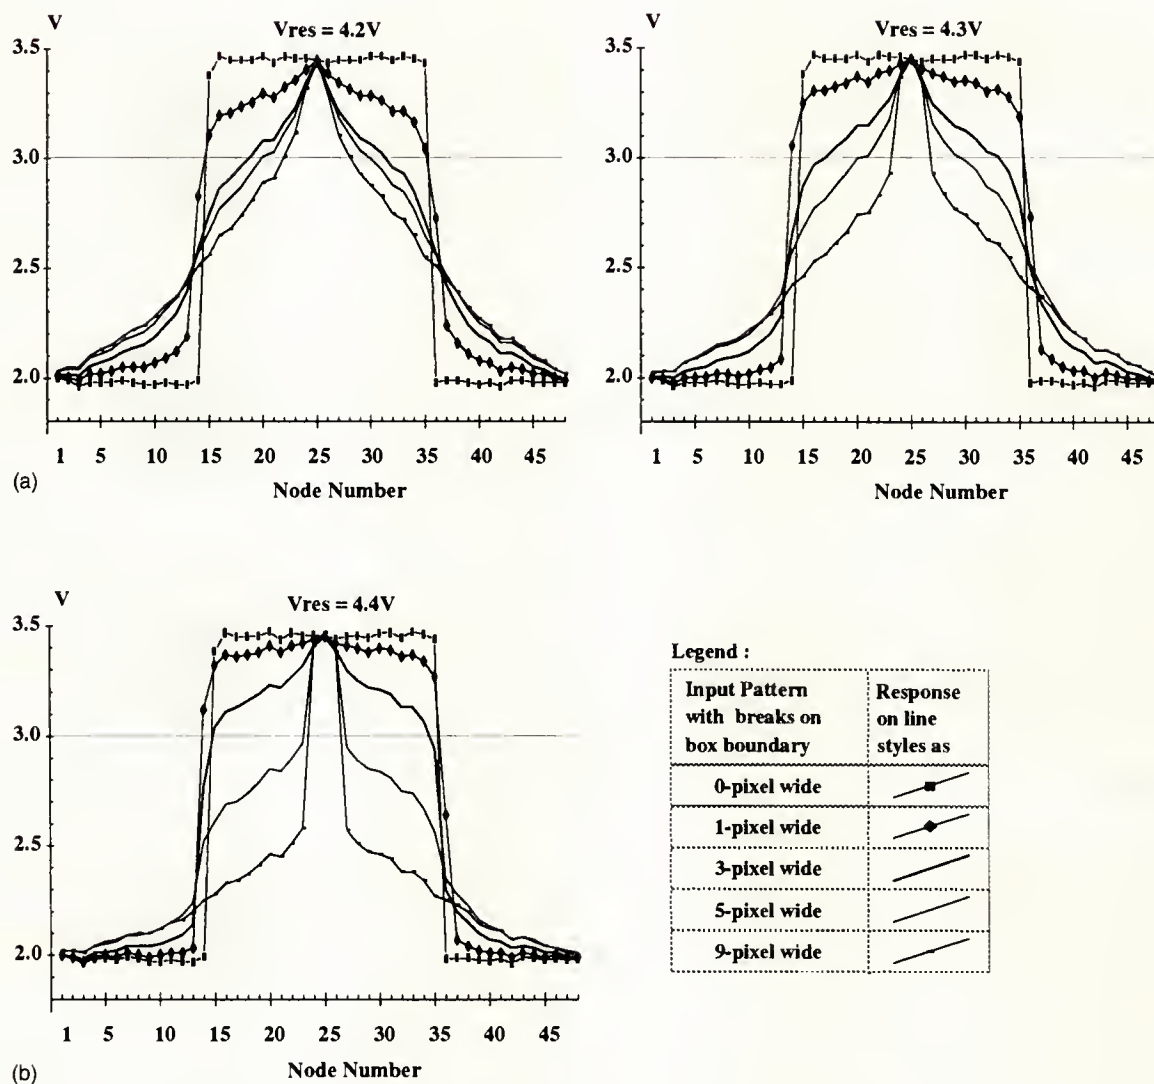 V
Vres = 4.2V
3.5
3.0
2.5
2.0
1 5 10 15 20 25 30 35 40 45
Node Number
(a)
V
Vres = 4.3V
3.5
3.0
2.5
2.0
1 5 10 15 20 25 30 35 40 45
Node Number
V
Vres = 4.4V
3.5
3.0
2.5
2.0
1 5 10 15 20 25 30 35 40 45
Node Number
(b)
Legend :
Input Pattern
with breaks on
box boundary
Response
on line
styles as
0-pixel wide
1-pixel wide
3-pixel wide
5-pixel wide
9-pixel wide